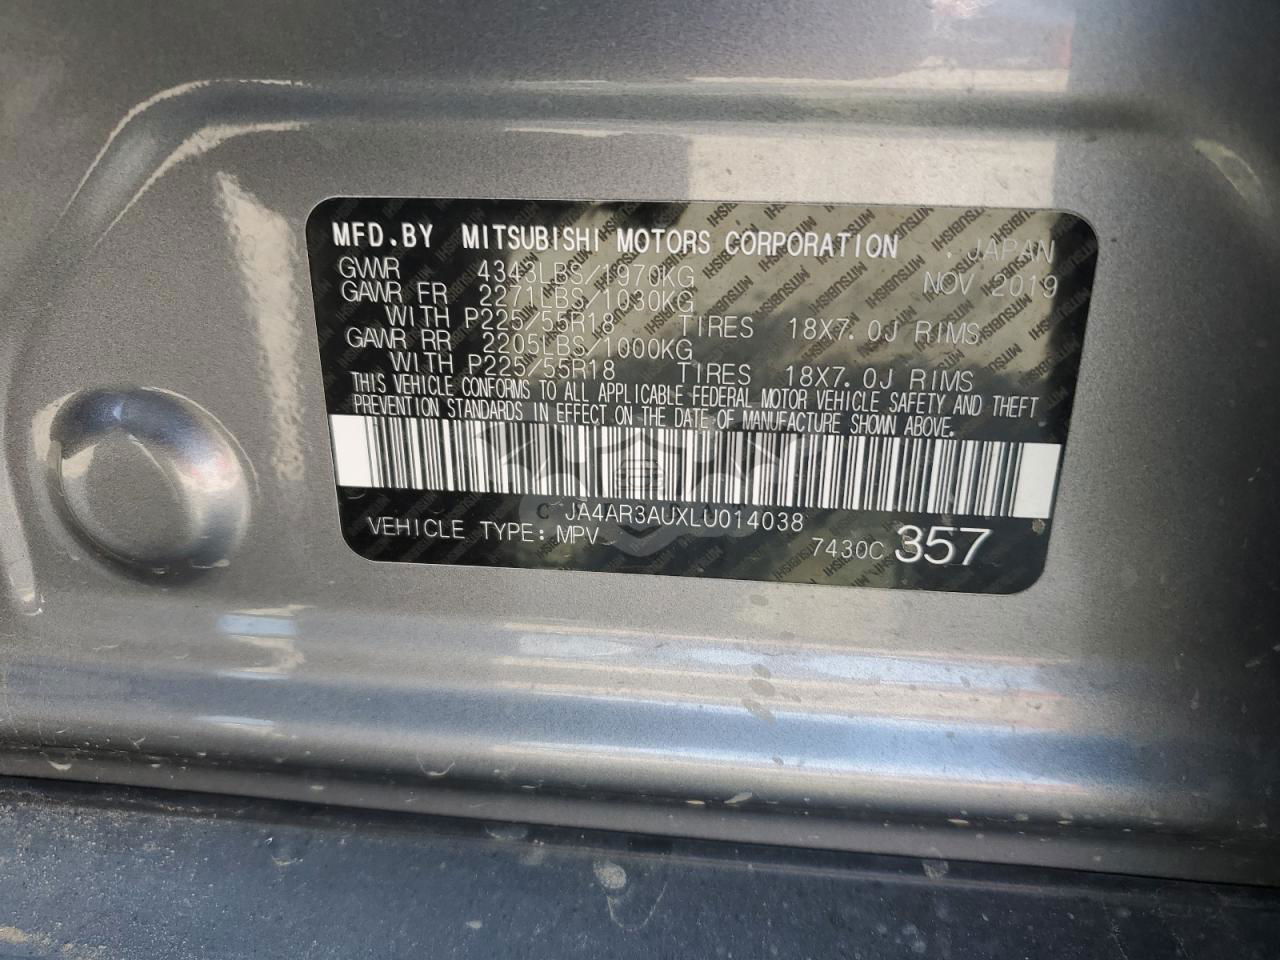 MFD.BY MITSUBISHI MOTORS CORPORATION . JAPAN
GVWR 4343LBS/1970KG NOV 2019
GAWR FR 2271LBS/1030KG
WITH P225/55R18 TIRES 18X7.0J RIMS
GAWR RR 2205LBS/1000KG
WITH P225/55R18 TIRES 18X7.0J RIMS
THIS VEHICLE CONFORMS TO ALL APPLICABLE FEDERAL MOTOR VEHICLE SAFETY AND THEFT
PREVENTION STANDARDS IN EFFECT ON THE DATE OF MANUFACTURE SHOWN ABOVE.
JA4AR3AUXLU014038
VEHICLE TYPE: MPV 7430C 357